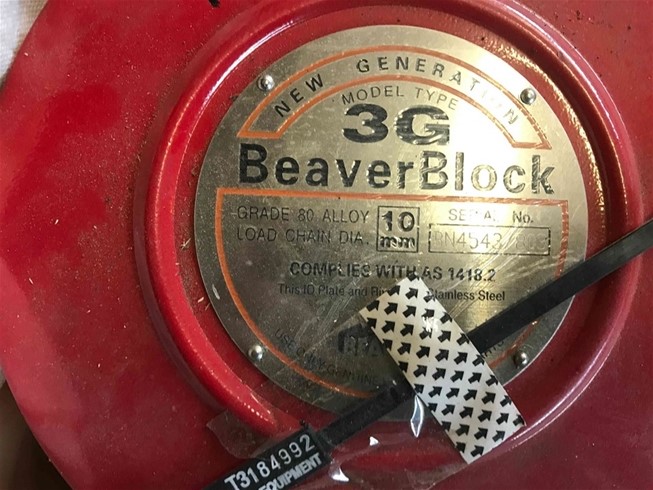 NEW GENERATION
MODEL TYPE
3G
BeaverBlock
GRADE 80 ALLOY
LOAD CHAIN DIA.
10
mm
SERIAL No.
COMPLIES WITH AS 1418.2
This ID Plate and Stainless Steel
T3184992
EQUIPMENT